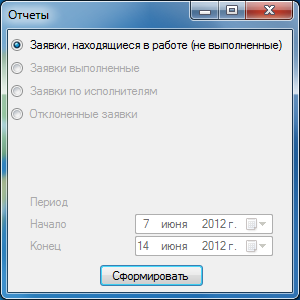 Отчеты
Заявки, находящиеся в работе (не выполненные)
Заявки выполненные
Заявки по исполнителям
Отклоненные заявки
Период
Начало 7 июня 2012 г.
Конец 14 июня 2012 г.
Сформировать